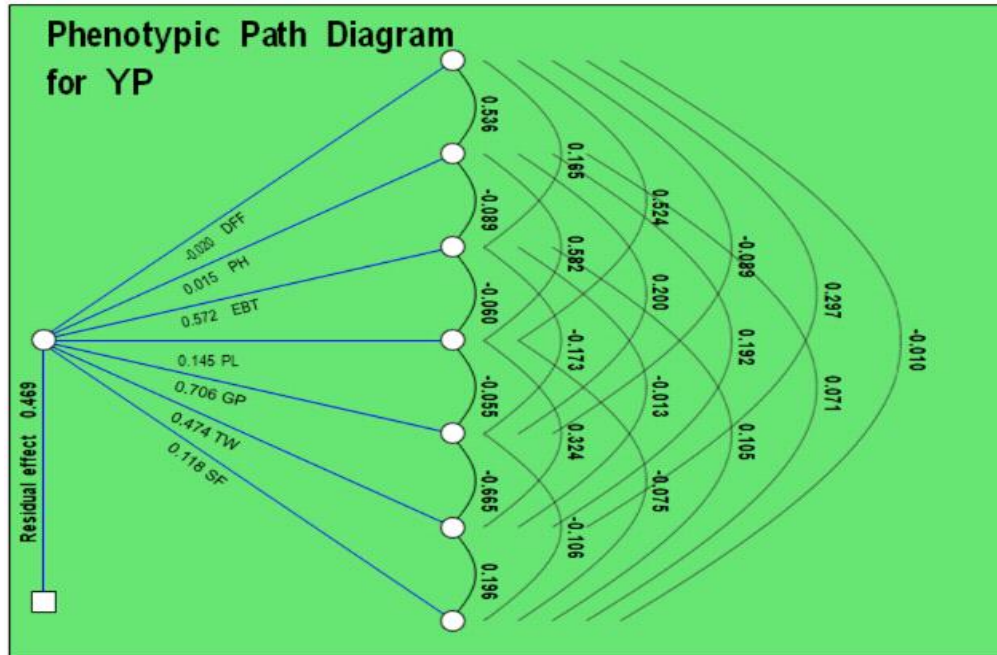 Phenotypic Path Diagram
for YP
-0.020 DFF
0.015 PH
0.572 EBT
0.145 PL
0.706 GP
0.474 TW
0.118 SF
Residual effect 0.469
0.536
-0.089
-0.060
-0.055
-0.665
0.196
0.165
0.582
-0.173
0.324
-0.106
0.524
0.200
-0.013
-0.075
-0.089
0.192
0.105
0.297
0.071
-0.010